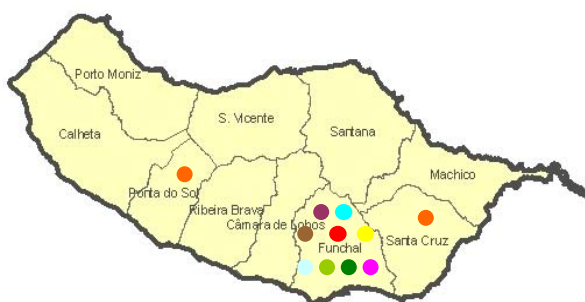 Porto Moniz
S. Vicente
Calheta
Santana
Machico
Ponta do Sol
Ribeira Brava
Câmara de Lobos
Funchal
Santa Cruz